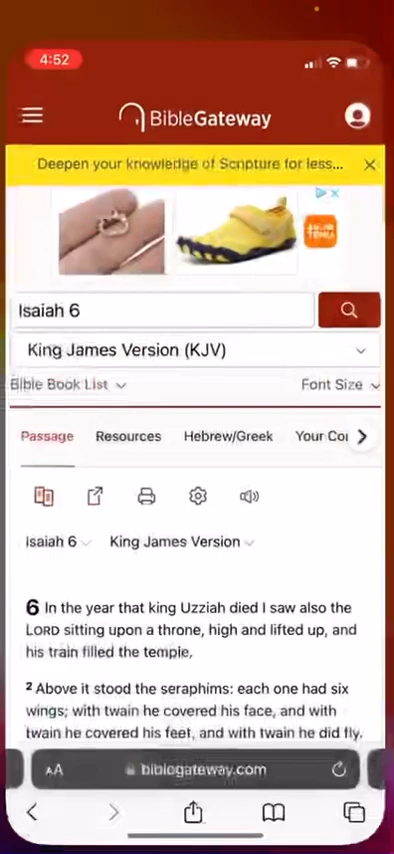 4:52
BibleGateway
Deepen your knowledge of Scripture for less...
TEMU
Isaiah 6
King James Version (KJV)
Bible Book List
Font Size
Passage Resources Hebrew/Greek Your Co
Isaiah 6 King James Version
6 In the year that king Uzziah died I saw also the
LORD sitting upon a throne, high and lifted up, and
his train filled the temple.
2 Above it stood the seraphims: each one had six
wings; with twain he covered his face, and with
twain he covered his feet, and with twain he did fly.
AA biblegateway.com